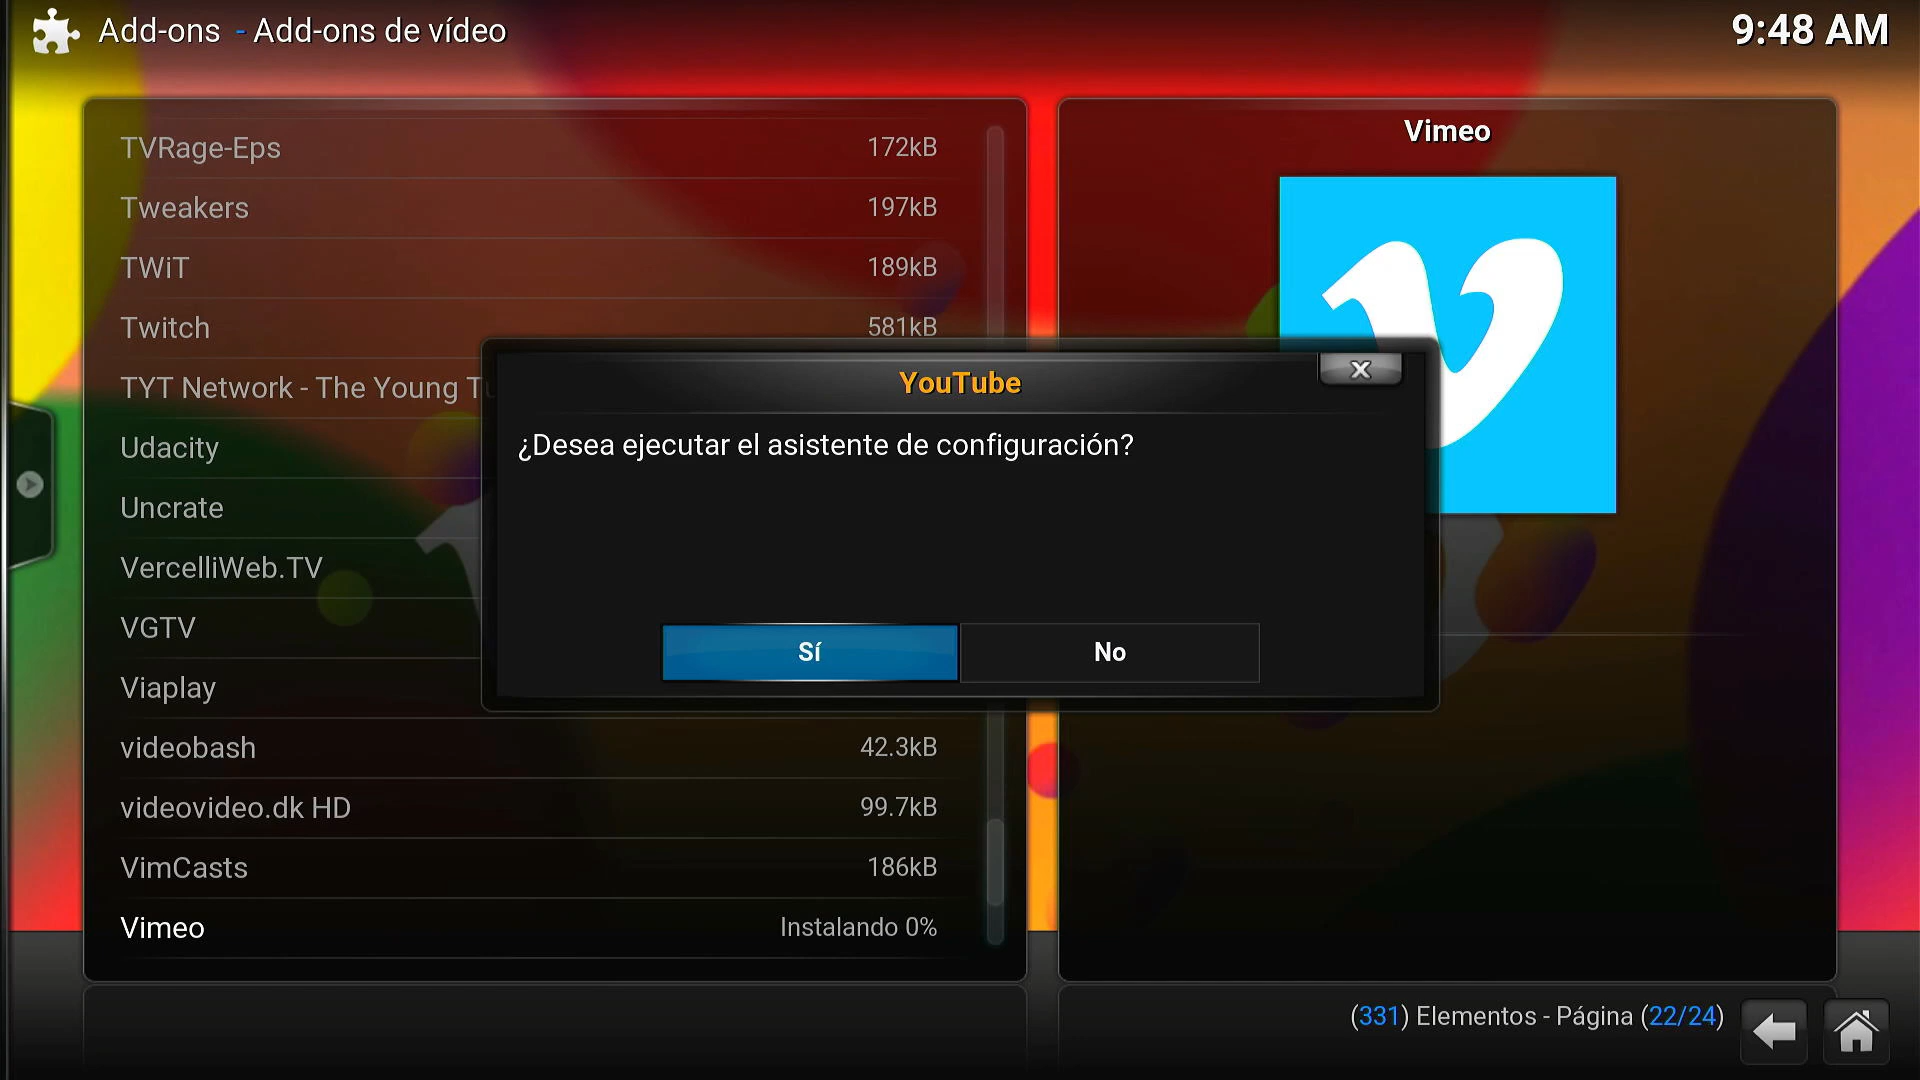 Add-ons - Add-ons de vídeo
9:48 AM
TVRage-Eps 172kB
Tweakers 197kB
TWiT 189kB
Twitch 581kB
TYT Network - The Young
Udacity
Uncrate
VercelliWeb.TV
VGTV
Viaplay
videobash 42.3kB
videovideo.dk HD 99.7kB
VimCasts 186kB
Vimeo Instalando 0%
Vimeo
YouTube
¿Desea ejecutar el asistente de configuración?
Sí
No
(331) Elementos - Página (22/24)